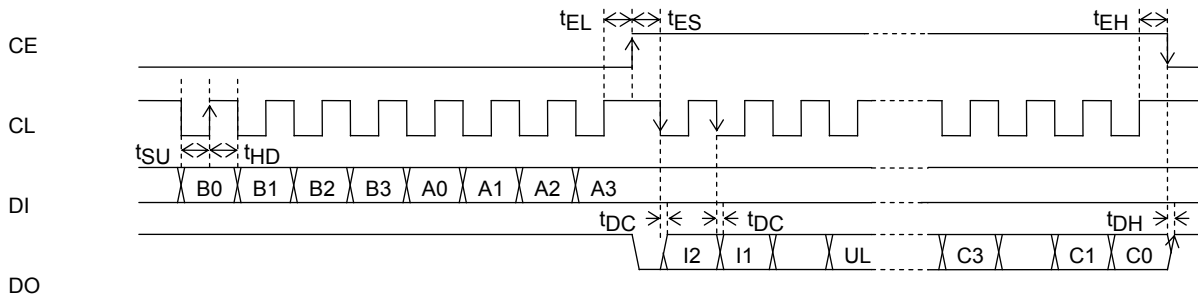 tEL tES tEH
CE
CL
tSU tHD
B0 B1 B2 B3 A0 A1 A2 A3
DI
tDC tDC tDH
I2 I1 UL C3 C1 C0
DO